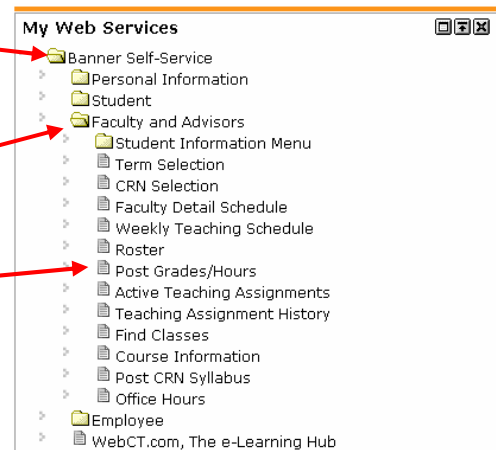 My Web Services
Banner Self-Service
Personal Information
Student
Faculty and Advisors
Student Information Menu
Term Selection
CRN Selection
Faculty Detail Schedule
Weekly Teaching Schedule
Roster
Post Grades/Hours
Active Teaching Assignments
Teaching Assignment History
Find Classes
Course Information
Post CRN Syllabus
Office Hours
Employee
WebCT.com, The e-Learning Hub